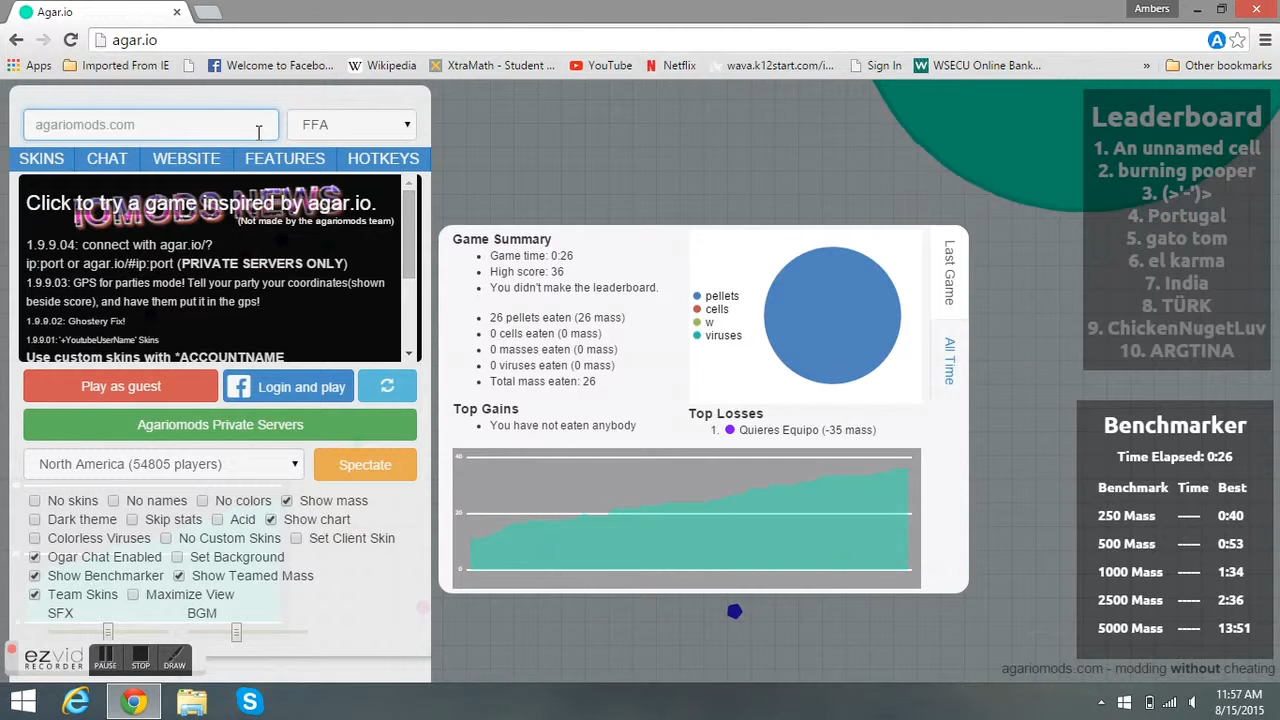 Agar.io
Ambers
agar.io
Apps Imported From IE Welcome to Facebo... Wikipedia XtraMath - Student ... YouTube Netflix wava.k12start.com/i... Sign In WSECU Online Bank... » Other bookmarks
agariomods.com FFA
SKINS CHAT WEBSITE FEATURES HOTKEYS
Click to try a game inspired by agar.io.
(Not made by the agariomods team)
1.9.9.04: connect with agar.io/?
ip:port or agar.io/#ip:port (PRIVATE SERVERS ONLY)
1.9.9.03: GPS for parties mode! Tell your party your coordinates(shown
beside score), and have them put it in the gps!
1.9.9.02: Ghostery Fix!
1.9.9.01: '+YoutubeUserName' Skins
Use custom skins with *ACCOUNTNAME
Play as guest Login and play
Agariomods Private Servers
North America (54805 players) Spectate
No skins No names No colors Show mass
Dark theme Skip stats Acid Show chart
Colorless Viruses No Custom Skins Set Client Skin
Ogar Chat Enabled Set Background
Show Benchmarker Show Teamed Mass
Team Skins Maximize View
SFX BGM
ezvid
RECORDER
PAUSE STOP DRAW
Game Summary
Game time: 0:26
High score: 36
You didn't make the leaderboard.
26 pellets eaten (26 mass)
0 cells eaten (0 mass)
0 masses eaten (0 mass)
0 viruses eaten (0 mass)
Total mass eaten: 26
pellets
cells
w
viruses
Last Game
All Time
Top Gains
You have not eaten anybody
Top Losses
1. Quieres Equipo (-35 mass)
40
20
0
Leaderboard
1. An unnamed cell
2. burning pooper
3. (>'-')>
4. Portugal
5. gato tom
6. el karma
7. India
8. TÜRK
9. ChickenNugetLuv
10. ARGTINA
Benchmarker
Time Elapsed: 0:26
Benchmark Time Best
250 Mass ----- 0:40
500 Mass ----- 0:53
1000 Mass ----- 1:34
2500 Mass ----- 2:36
5000 Mass ----- 13:51
agariomods.com - modding without cheating
11:57 AM
8/15/2015